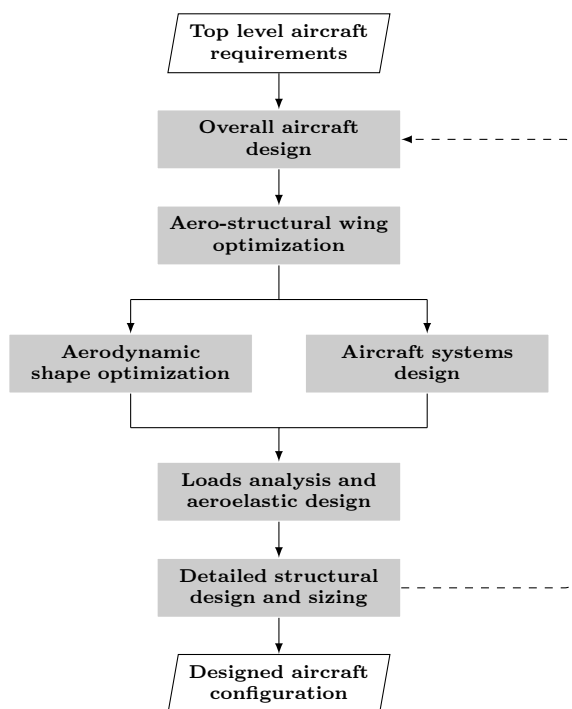 Top level aircraft
requirements
Overall aircraft
design
Aero-structural wing
optimization
Aerodynamic
shape optimization
Aircraft systems
design
Loads analysis and
aeroelastic design
Detailed structural
design and sizing
Designed aircraft
configuration